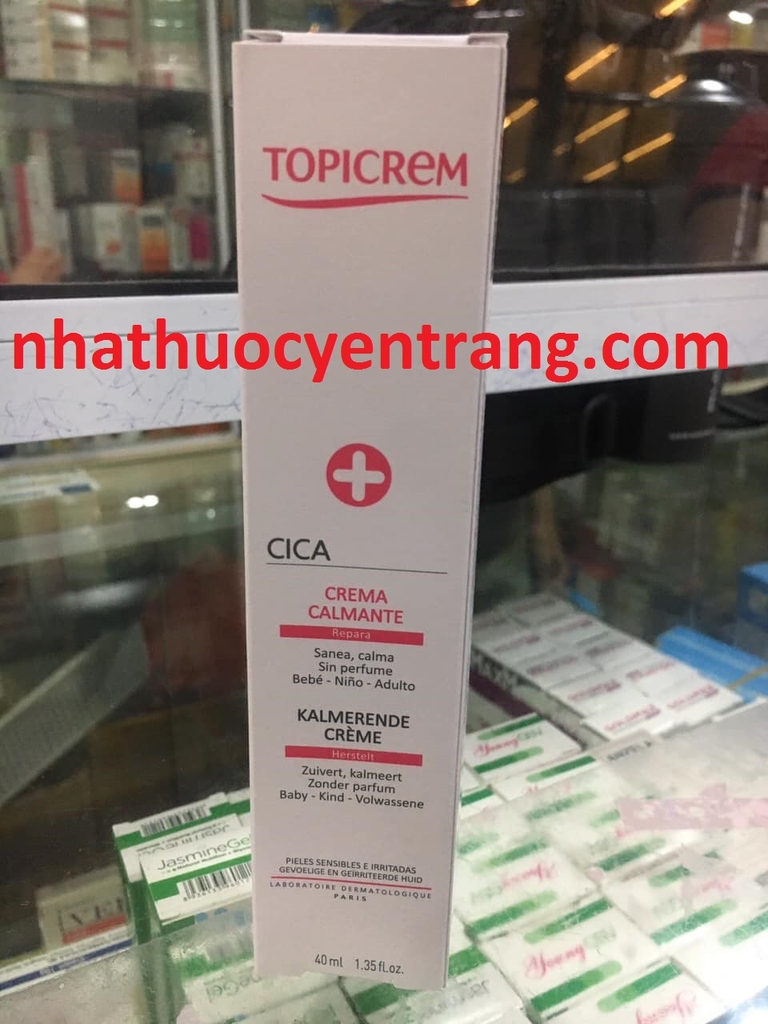 TOPICREM
nhathuocyentrang.com
CICA
CREMA
CALMANTE
Repara
Sanea, calma
Sin perfume
Bebé - Niño - Adulto
KALMERENDE
CRÈME
Herstelt
Zuivert, kalmeert
Zonder parfum
Baby - Kind - Volwassene
PIELES SENSIBLES E IRRITADAS
GEVOELIGE EN GEÏRRITEERDE HUID
LABORATOIRE DERMATOLOGIQUE
PARIS
40 ml 1.35 fl.oz.
JasmineGel